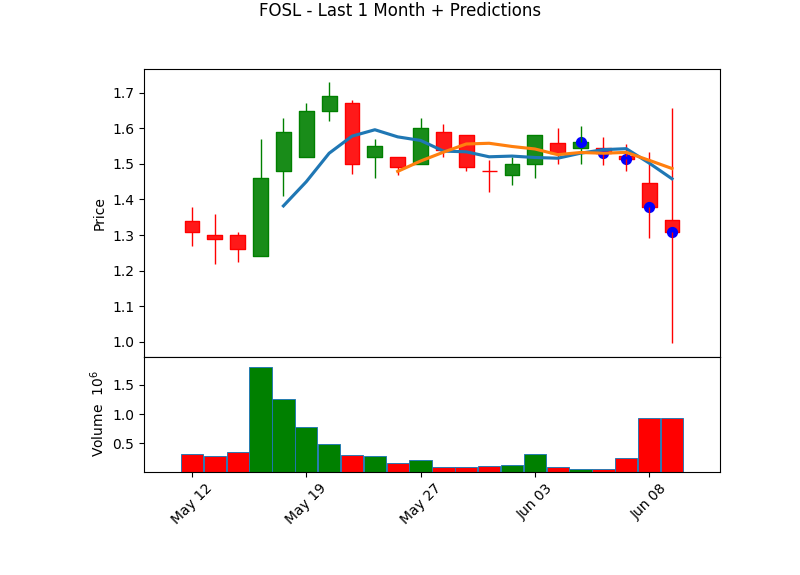 FOSL - Last 1 Month + Predictions
Price
1.7
1.6
1.5
1.4
1.3
1.2
1.1
1.0
Volume 10^6
1.5
1.0
0.5
May 12
May 19
May 27
Jun 03
Jun 08